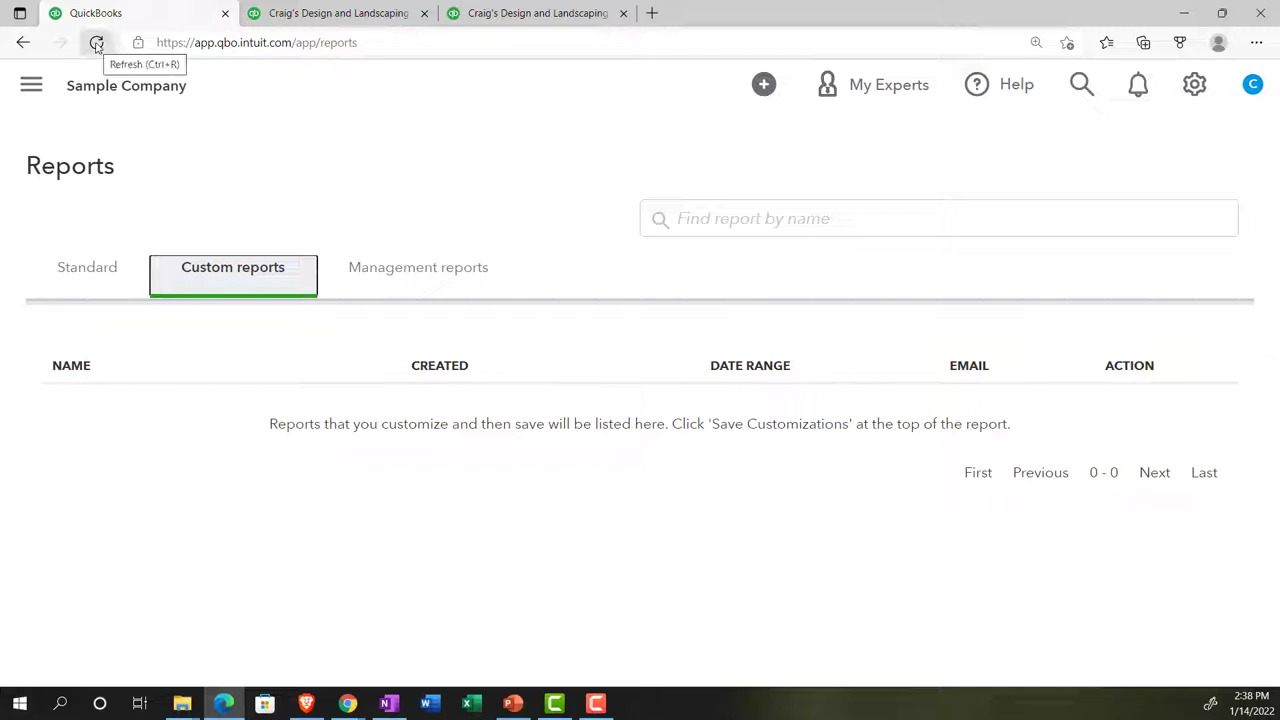 QuickBooks
Craig's Design and Landscaping
Craig's Design and Landscaping
https://app.qbo.intuit.com/app/reports
Refresh (Ctrl+R)
Sample Company
My Experts
Help
C
Reports
Find report by name
Standard
Custom reports
Management reports
NAME CREATED DATE RANGE EMAIL ACTION
Reports that you customize and then save will be listed here. Click 'Save Customizations' at the top of the report.
First Previous 0 - 0 Next Last
2:38 PM
1/14/2022